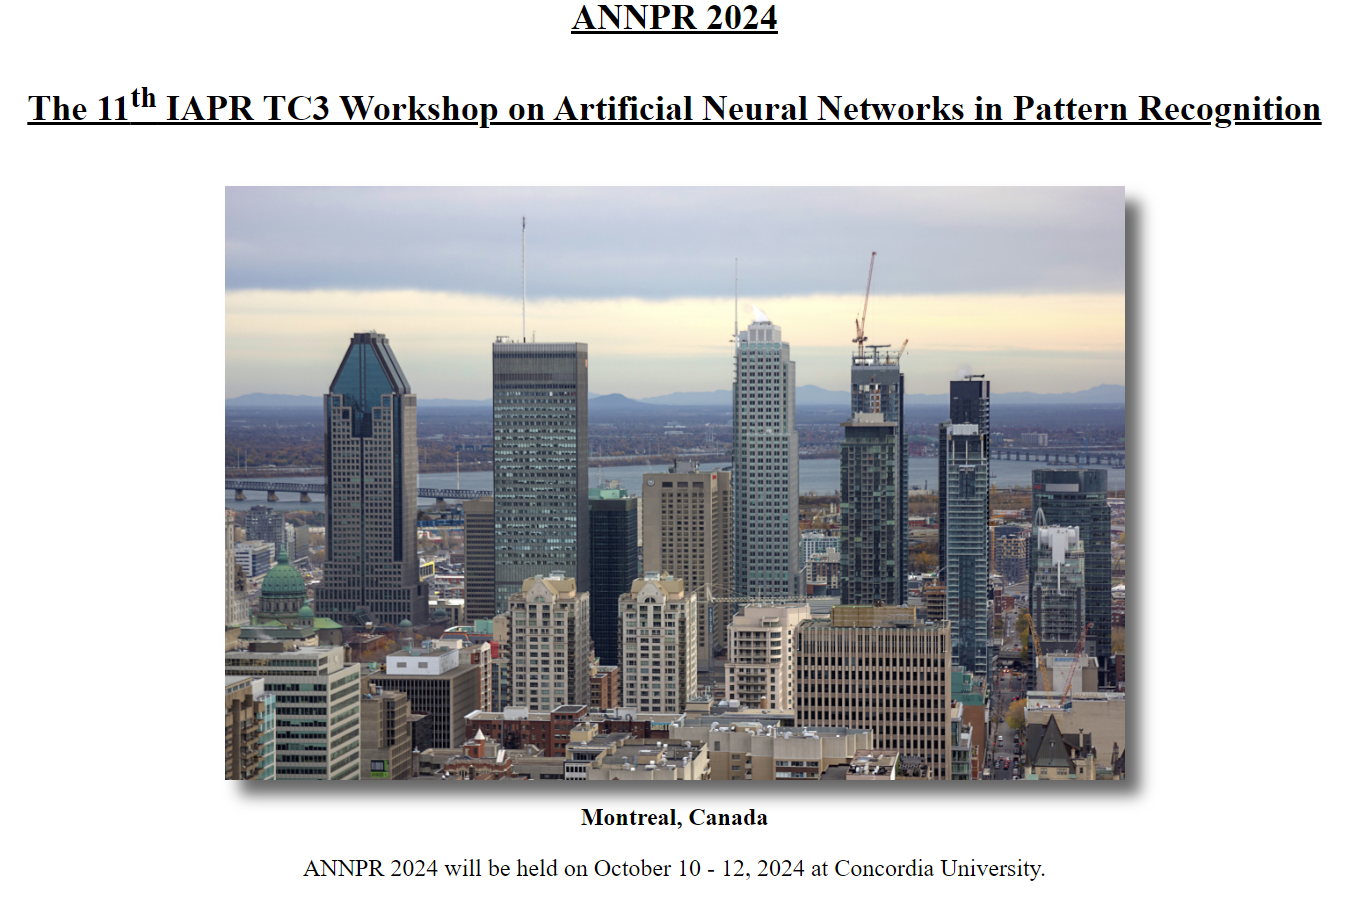 ANNPR 2024
The 11th IAPR TC3 Workshop on Artificial Neural Networks in Pattern Recognition
Montreal, Canada
ANNPR 2024 will be held on October 10 - 12, 2024 at Concordia University.